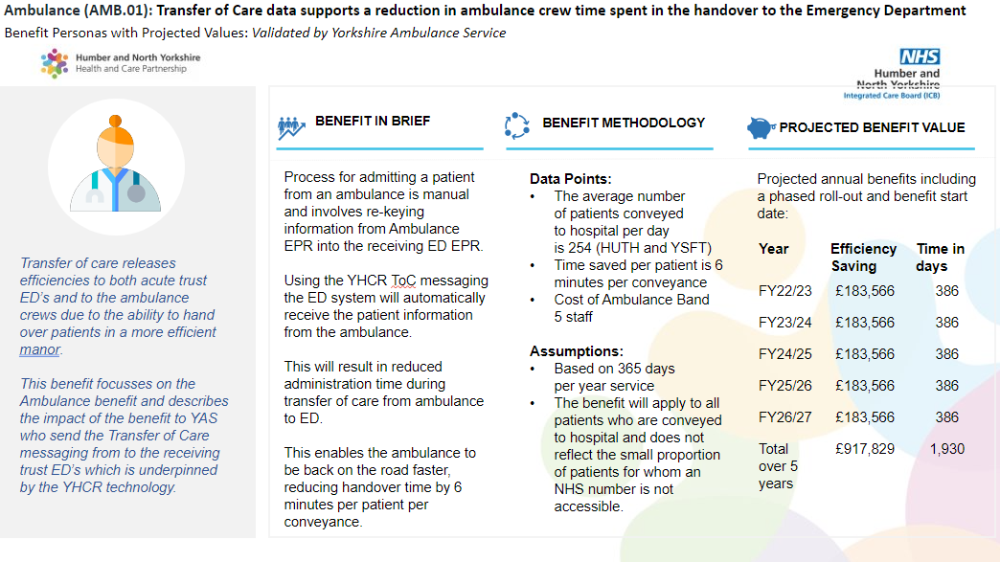 Ambulance (AMB.01): Transfer of Care data supports a reduction in ambulance crew time spent in the handover to the Emergency Department
Benefit Personas with Projected Values: Validated by Yorkshire Ambulance Service
Humber and North Yorkshire
Health and Care Partnership
NHS
Humber and
North Yorkshire
Integrated Care Board (ICB)
Transfer of care releases
efficiencies to both acute trust
ED's and to the ambulance
crews due to the ability to hand
over patients in a more efficient
manor.
This benefit focusses on the
Ambulance benefit and describes
the impact of the benefit to YAS
who send the Transfer of Care
messaging from to the receiving
trust ED's which is underpinned
by the YHCR technology.
BENEFIT IN BRIEF
Process for admitting a patient
from an ambulance is manual
and involves re-keying
information from Ambulance
EPR into the receiving ED EPR.
Using the YHCR ToC messaging
the ED system will automatically
receive the patient information
from the ambulance.
This will result in reduced
administration time during
transfer of care from ambulance
to ED.
This enables the ambulance to
be back on the road faster,
reducing handover time by 6
minutes per patient per
conveyance.
BENEFIT METHODOLOGY
Data Points:
• The average number
of patients conveyed
to hospital per day
is 254 (HUTH and YSFT)
• Time saved per patient is 6
minutes per conveyance
• Cost of Ambulance Band
5 staff
Assumptions:
• Based on 365 days
per year service
• The benefit will apply to all
patients who are conveyed
to hospital and does not
reflect the small proportion
of patients for whom an
NHS number is not
accessible.
PROJECTED BENEFIT VALUE
Projected annual benefits including
a phased roll-out and benefit start
date:
Year Efficiency Time in
Saving days
FY22/23 £183,566 386
FY23/24 £183,566 386
FY24/25 £183,566 386
FY25/26 £183,566 386
FY26/27 £183,566 386
Total £917,829 1,930
over 5
years